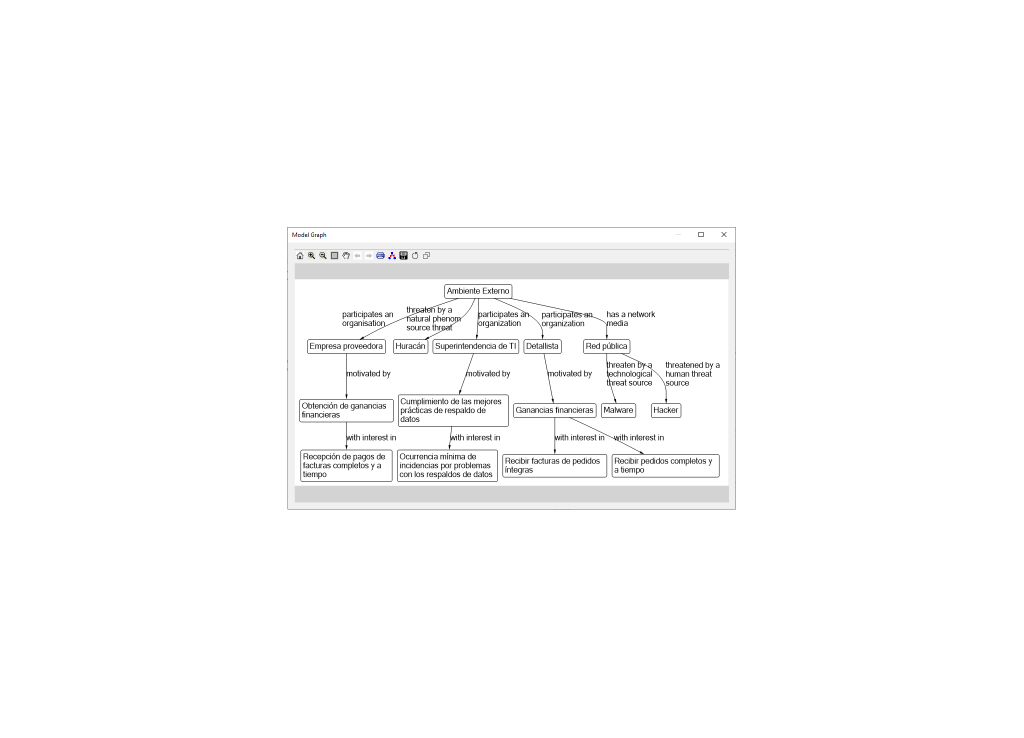 Model Graph
Ambiente Externo
participates an
organisation
threaten by a
natural phenom
source threat
participates an
organization
participates an
organization
has a network
media
Empresa proveedora
Huracán
Superintendencia de TI
Detallista
Red pública
motivated by
motivated by
motivated by
threaten by a
technological
threat source
threatened by a
human threat
source
Obtención de ganancias
financieras
Cumplimiento de las mejores
prácticas de respaldo de
datos
Ganancias financieras
Malware
Hacker
with interest in
with interest in
with interest in
with interest in
Recepción de pagos de
facturas completos y a
tiempo
Ocurrencia mínima de
incidencias por problemas
con los respaldos de datos
Recibir facturas de pedidos
íntegras
Recibir pedidos completos y
a tiempo